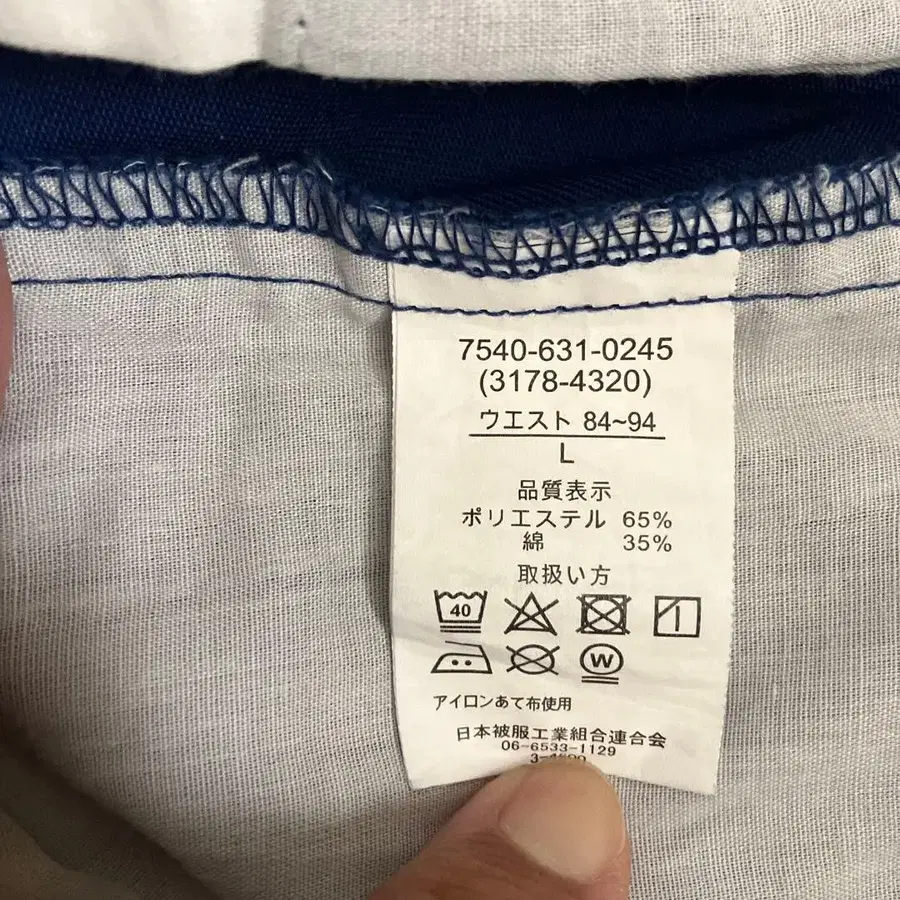 7540-631-0245
(3178-4320)
ウエスト 84~94
L
品質表示
ポリエステル 65%
綿 35%
取扱い方
40
W
アイロンあて布使用
日本被服工業組合連合会
06-6533-1129